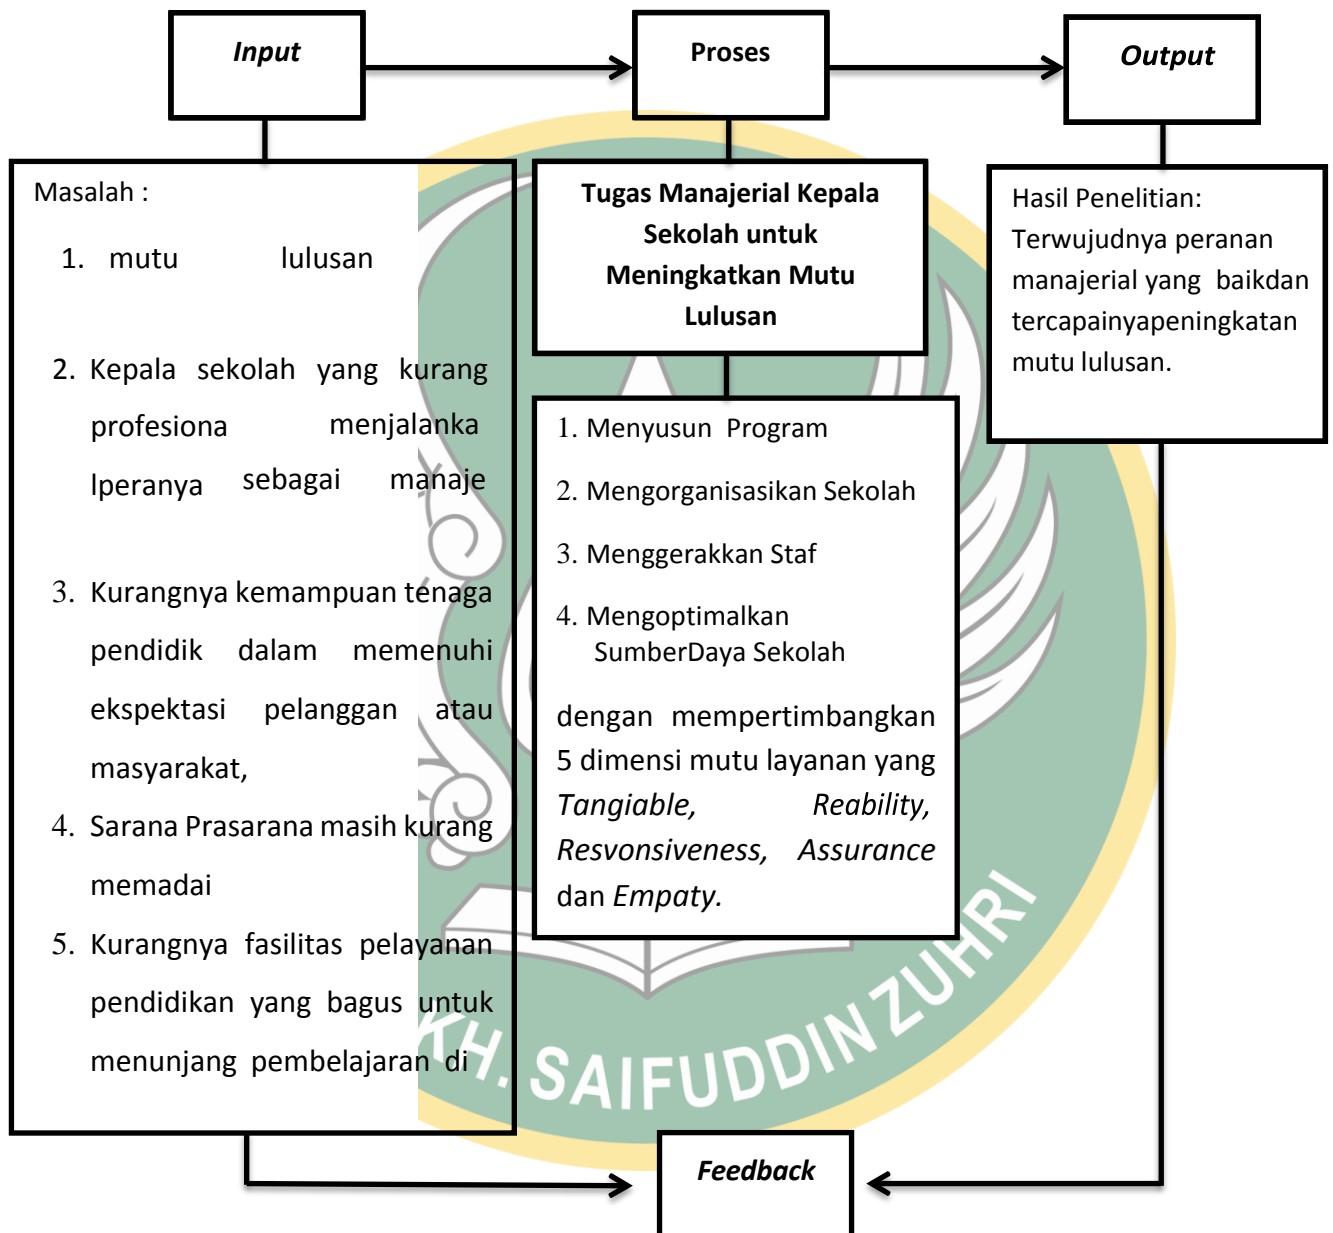 Input
Proses
Output
Masalah :
1. mutu lulusan
2. Kepala sekolah yang kurang
profesiona menjalanka
lperanya sebagai manaje
3. Kurangnya kemampuan tenaga
pendidik dalam memenuhi
ekspektasi pelanggan atau
masyarakat,
4. Sarana Prasarana masih kurang
memadai
5. Kurangnya fasilitas pelayanan
pendidikan yang bagus untuk
menunjang pembelajaran di
Tugas Manajerial Kepala
Sekolah untuk
Meningkatkan Mutu
Lulusan
1. Menyusun Program
2. Mengorganisasikan Sekolah
3. Menggerakkan Staf
4. Mengoptimalkan
SumberDaya Sekolah
dengan mempertimbangkan
5 dimensi mutu layanan yang
Tangiable, Reability,
Resvonsiveness, Assurance
dan Empaty.
Hasil Penelitian:
Terwujudnya peranan
manajerial yang baikdan
tercapainyapeningkatan
mutu lulusan.
KH. SAIFUDDIN ZUHRI
Feedback